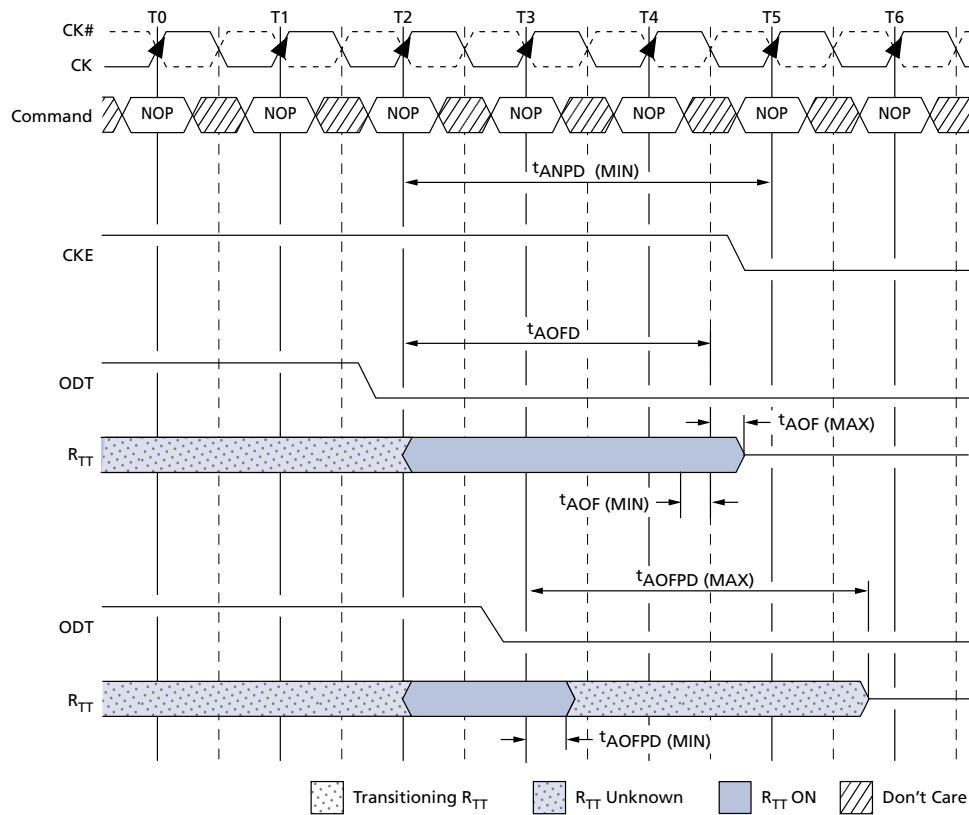 T0 T1 T2 T3 T4 T5 T6
CK#
CK
Command NOP NOP NOP NOP NOP NOP NOP
tANPD (MIN)
CKE
tAOFD
ODT
tAOF (MAX)
RTT
tAOF (MIN)
tAOFPD (MAX)
ODT
RTT
tAOFPD (MIN)
Transitioning RTT RTT Unknown RTT ON Don't Care